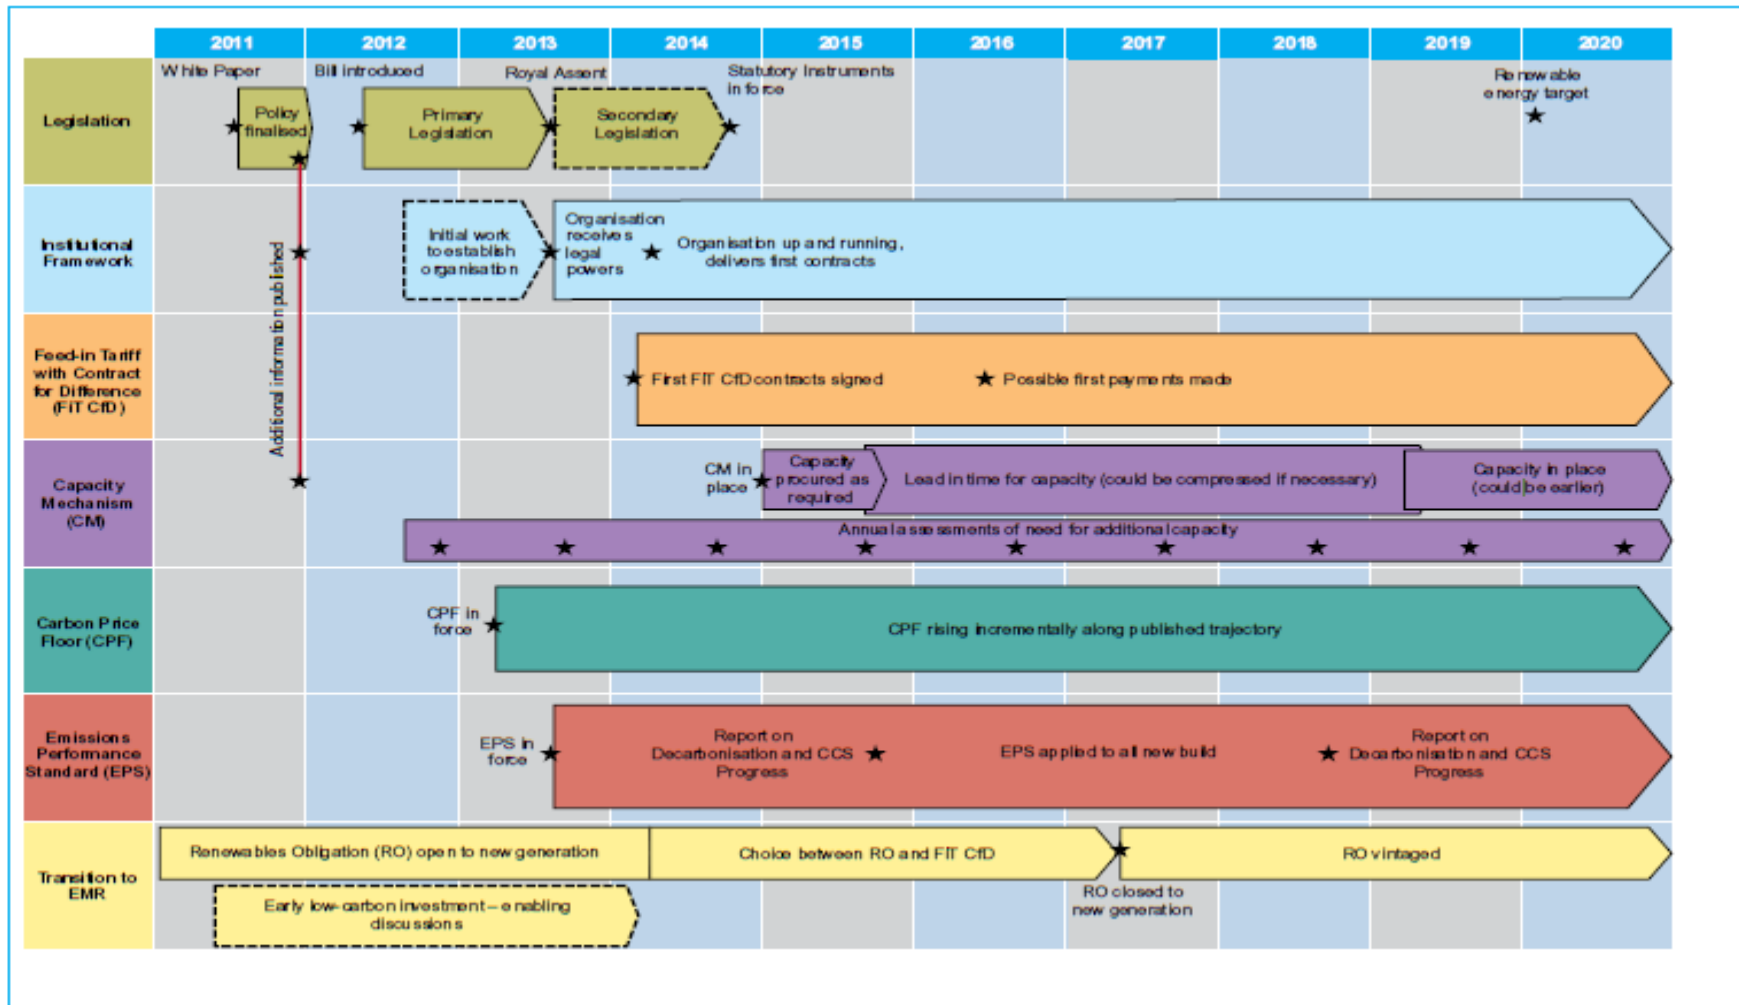 2011 2012 2013 2014 2015 2016 2017 2018 2019 2020
Legislation
White Paper
Bill introduced
Royal Assent
Statutory Instruments
in force
Renewable
energy target
Policy
finalised
Primary
Legislation
Secondary
Legislation
Additional information published
Institutional
Framework
Initial work
to establish
organisation
Organisation
receives
legal
powers
Organisation up and running,
delivers first contracts
Feed-in Tariff
with Contract
for Difference
(FiT CfD)
First FIT CfD contracts signed
Possible first payments made
Capacity
Mechanism
(CM)
CM in
place
Capacity
procured as
required
Lead in time for capacity (could be compressed if necessary)
Capacity in place
(could be earlier)
Annual assessments of need for additional capacity
Carbon Price
Floor (CPF)
CPF in
force
CPF rising incrementally along published trajectory
Emissions
Performance
Standard (EPS)
EPS in
force
Report on
Decarbonisation and CCS
Progress
EPS applied to all new build
Report on
Decarbonisation and CCS
Progress
Transition to
EMR
Renewables Obligation (RO) open to new generation
Choice between RO and FIT CfD
RO vintaged
RO closed to
new generation
Early low-carbon investment – enabling
discussions